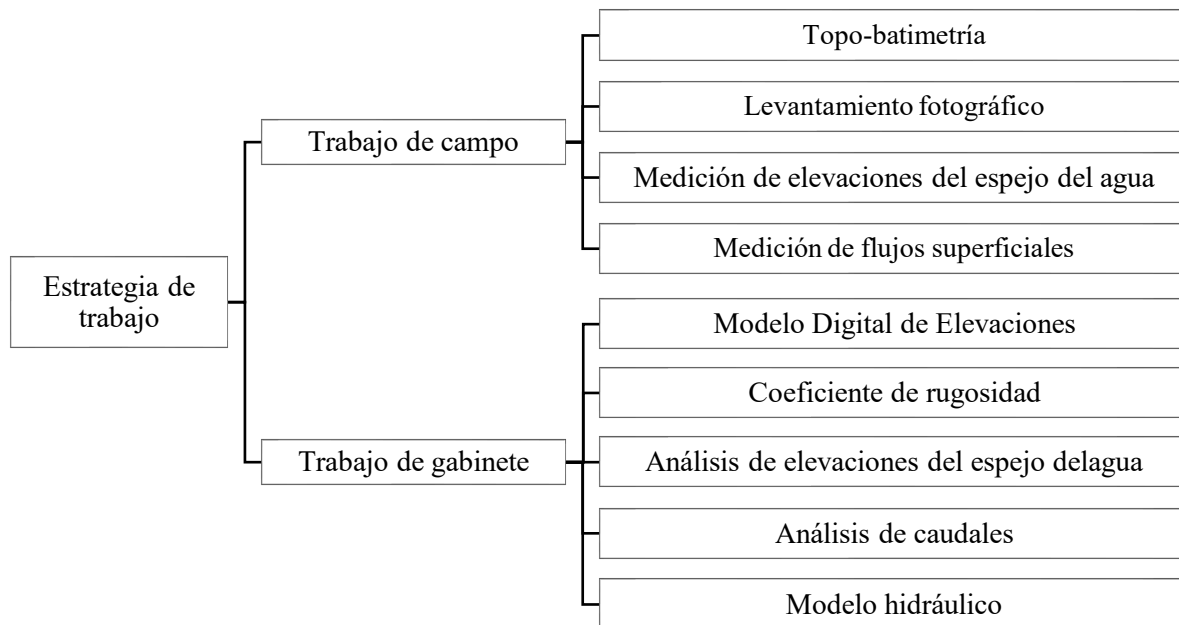 Estrategia de
trabajo
Trabajo de campo
Topo-batimetría
Levantamiento fotográfico
Medición de elevaciones del espejo del agua
Medición de flujos superficiales
Trabajo de gabinete
Modelo Digital de Elevaciones
Coeficiente de rugosidad
Análisis de elevaciones del espejo delagua
Análisis de caudales
Modelo hidráulico